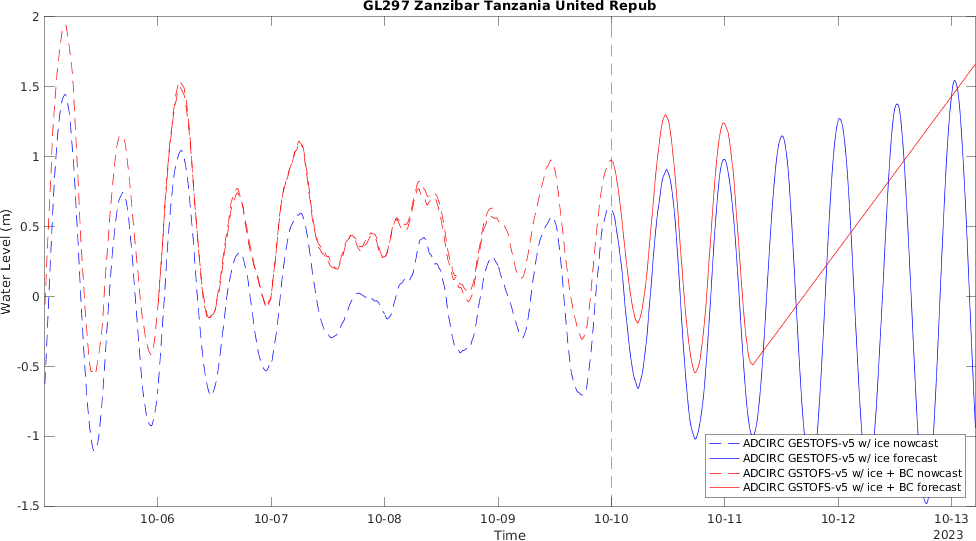 GL297 Zanzibar Tanzania United Repub
2
1.5
1
0.5
0
-0.5
-1
-1.5
Water Level (m)
10-06
10-07
10-08
10-09
10-10
10-11
10-12
10-13
Time
2023
ADCIRC GESTOFS-v5 w/ ice nowcast
ADCIRC GESTOFS-v5 w/ ice forecast
ADCIRC GSTOFS-v5 w/ ice + BC nowcast
ADCIRC GSTOFS-v5 w/ ice + BC forecast